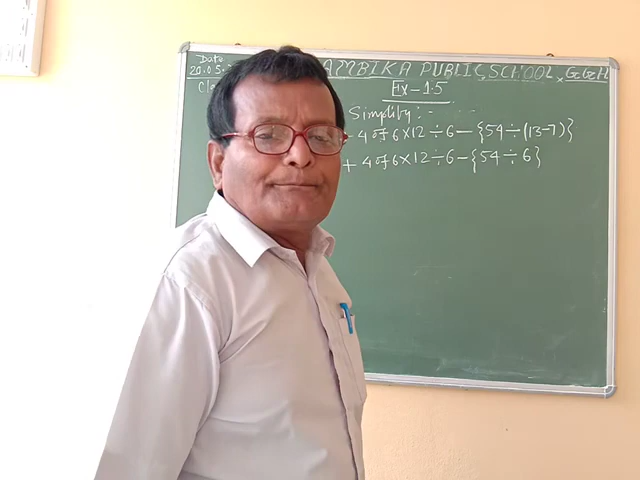 Date AMBIKA PUBLIC SCHOOL,
20.05.
Ex-1.5
Simplify:-
4 of 6×12÷6-{54÷(13-7)}
+ 4 of 6×12÷6-{54÷6}